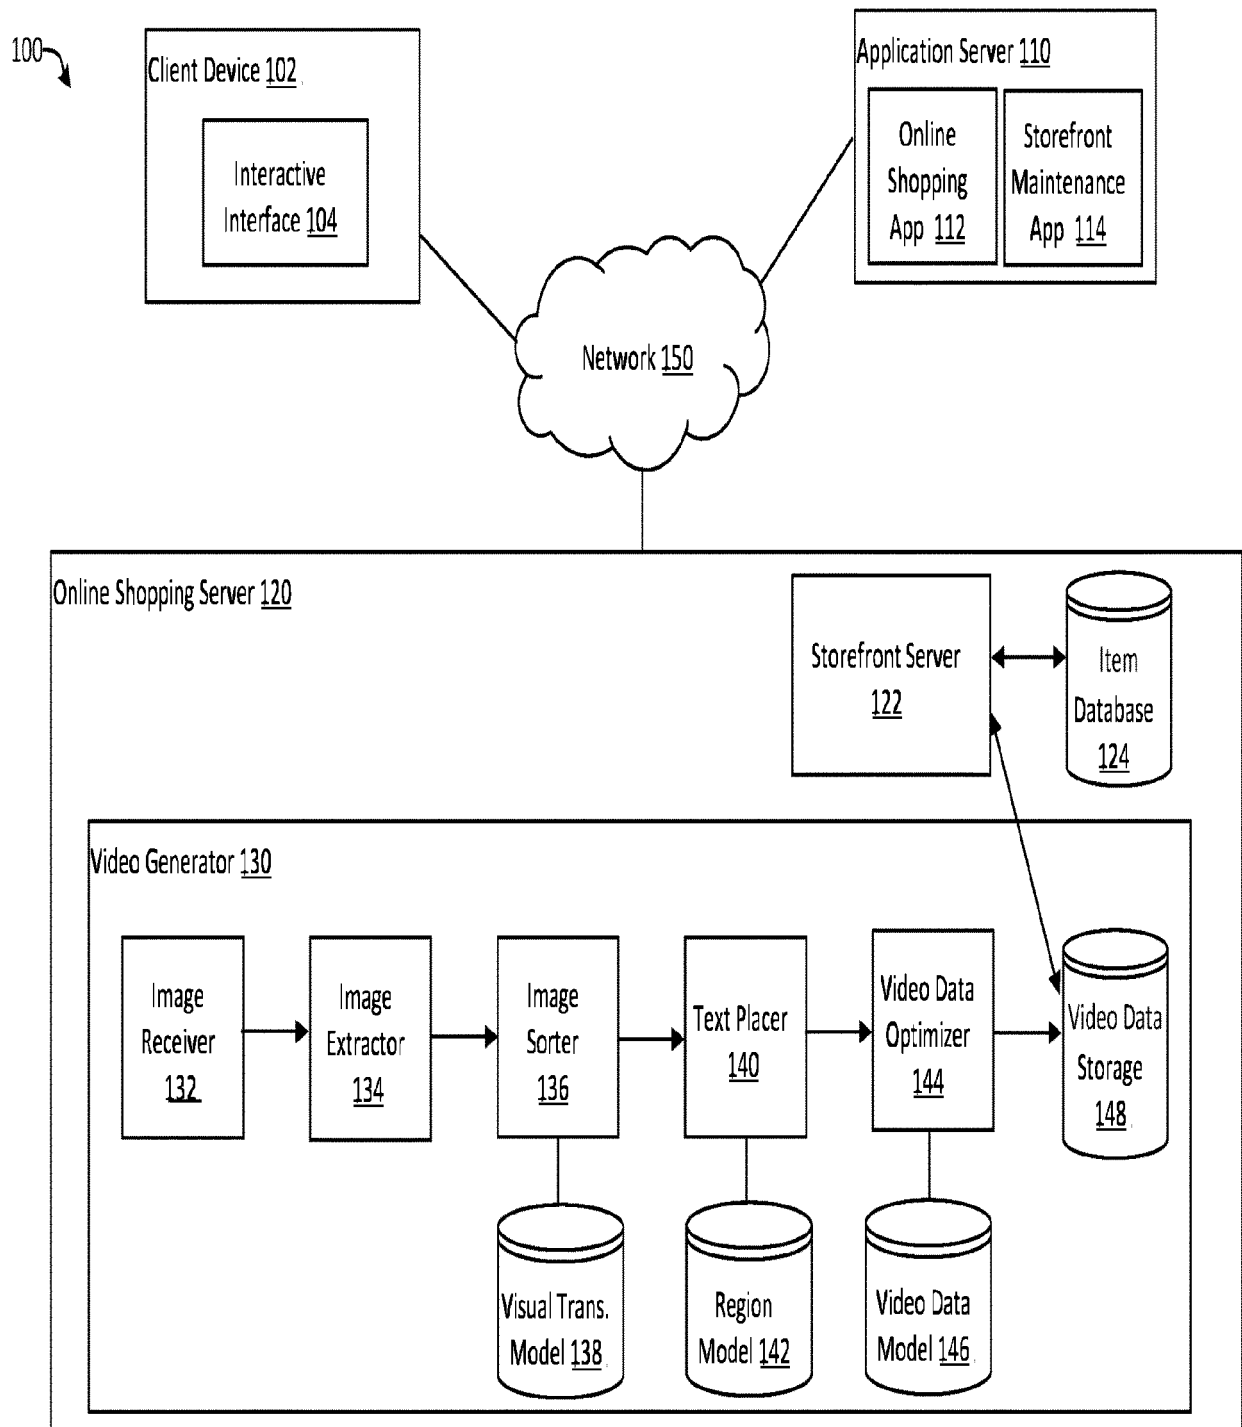 100
Client Device 102
Interactive
Interface 104
Application Server 110
Online
Shopping
App 112
Storefront
Maintenance
App 114
Network 150
Online Shopping Server 120
Storefront Server
122
Item
Database
124
Video Generator 130
Image
Receiver
132
Image
Extractor
134
Image
Sorter
136
Text Placer
140
Video Data
Optimizer
144
Video Data
Storage
148
Visual Trans.
Model 138
Region
Model 142
Video Data
Model 146